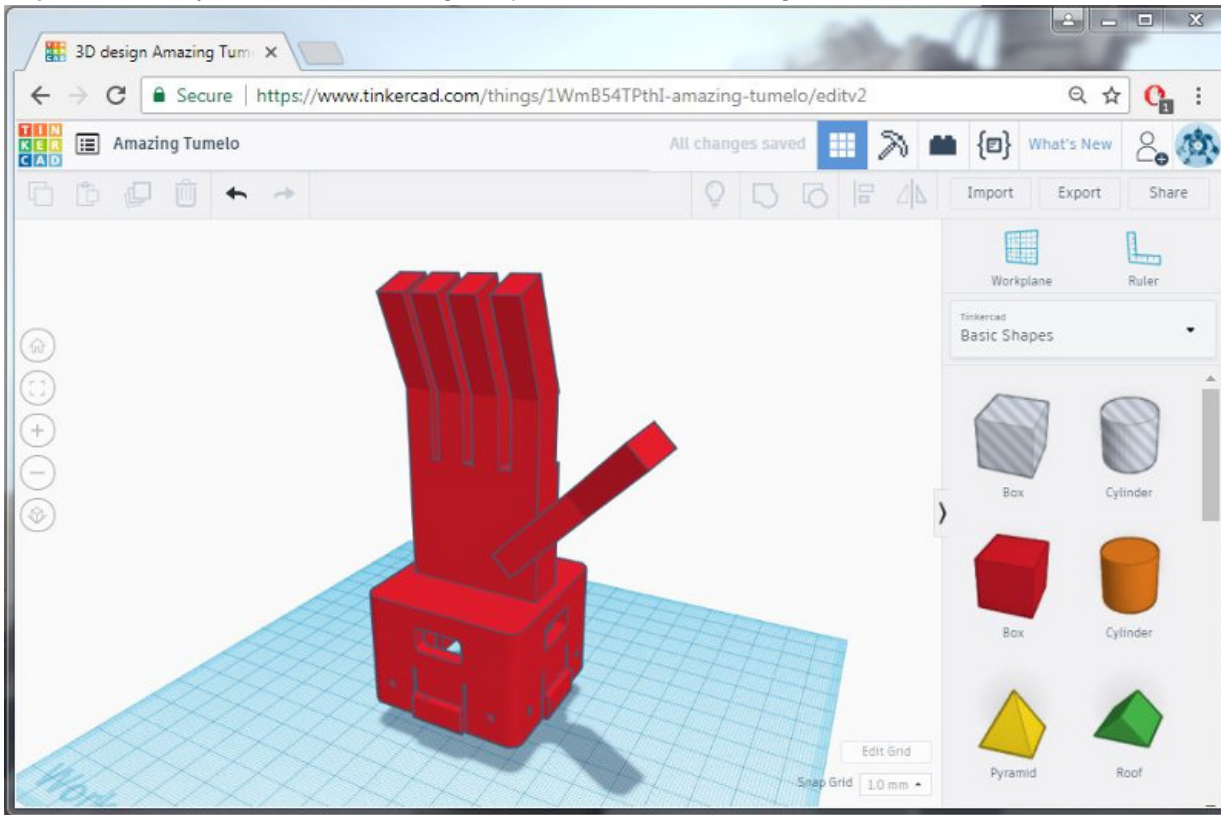 3D design Amazing Tum
Secure | https://www.tinkercad.com/things/1WmB54TPthI-amazing-tumelo/editv2
1
TIN
KER
CAD
Amazing Tumelo
All changes saved
What's New
Import
Export
Share
Workplane
Ruler
Tinkercad
Basic Shapes
Box
Cylinder
Box
Cylinder
Pyramid
Roof
Edit Grid
Snap Grid 1.0 mm